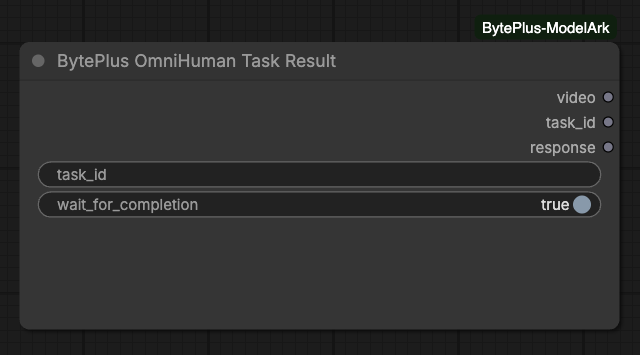 BytePlus-ModelArk
BytePlus OmniHuman Task Result
video
task_id
response
task_id
wait_for_completion true